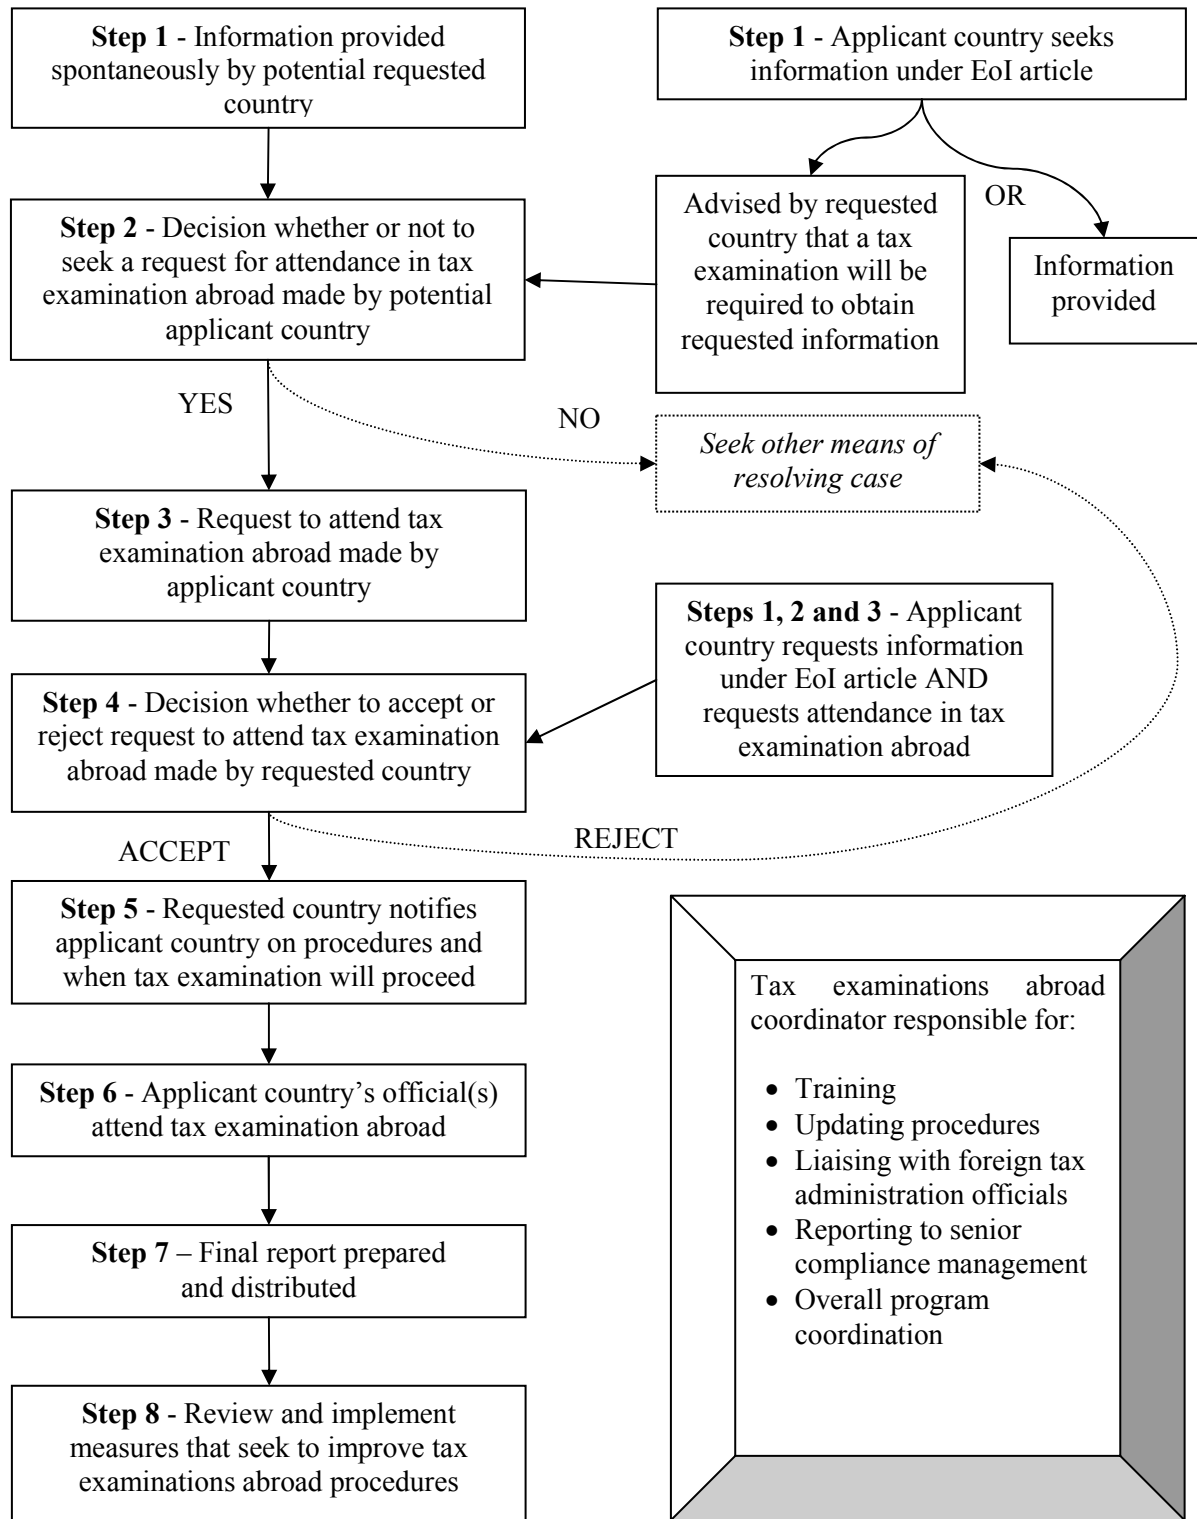 Step 1 - Information provided
spontaneously by potential requested
country
Step 1 - Applicant country seeks
information under EoI article
Advised by requested
country that a tax
examination will be
required to obtain
requested information
OR
Information
provided
Step 2 - Decision whether or not to
seek a request for attendance in tax
examination abroad made by potential
applicant country
YES
NO
Seek other means of
resolving case
Step 3 - Request to attend tax
examination abroad made by
applicant country
Steps 1, 2 and 3 - Applicant
country requests information
under EoI article AND
requests attendance in tax
examination abroad
Step 4 - Decision whether to accept or
reject request to attend tax examination
abroad made by requested country
ACCEPT
REJECT
Step 5 - Requested country notifies
applicant country on procedures and
when tax examination will proceed
Step 6 - Applicant country’s official(s)
attend tax examination abroad
Step 7 – Final report prepared
and distributed
Step 8 - Review and implement
measures that seek to improve tax
examinations abroad procedures
Tax examinations abroad
coordinator responsible for:
• Training
• Updating procedures
• Liaising with foreign tax
administration officials
• Reporting to senior
compliance management
• Overall program
coordination